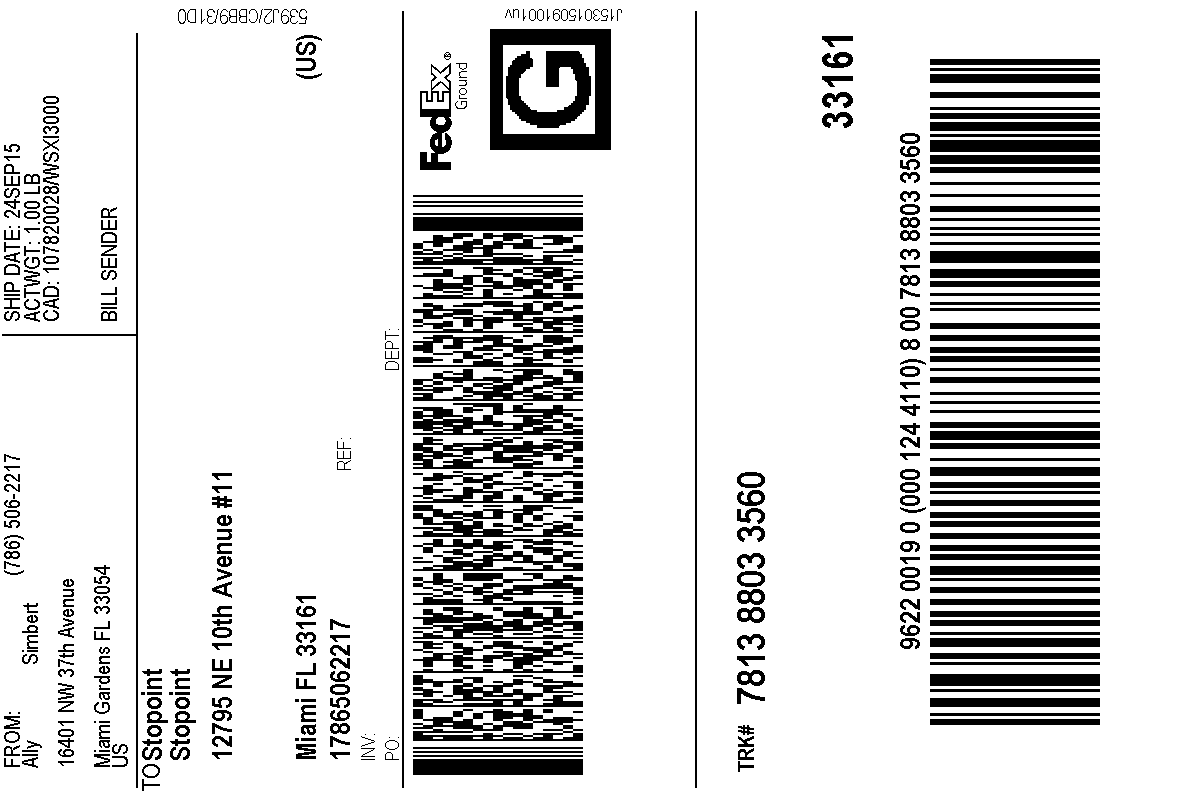 FROM: (786) 506-2217
Ally Simbert
16401 NW 37th Avenue
Miami Gardens FL 33054
US
SHIP DATE: 24SEP15
ACTWGT: 1.00 LB
CAD: 107820028/WSXI3000
BILL SENDER
TO Stopoint
Stopoint
12795 NE 10th Avenue #11
Miami FL 33161
(US)
17865062217
REF:
INV:
PO:
DEPT:
539J2/CBB9/31D0
FedEx®
Ground
G
J153015091001uv
TRK# 7813 8803 3560
33161
9622 0019 0 (000 124 4110) 8 00 7813 8803 3560